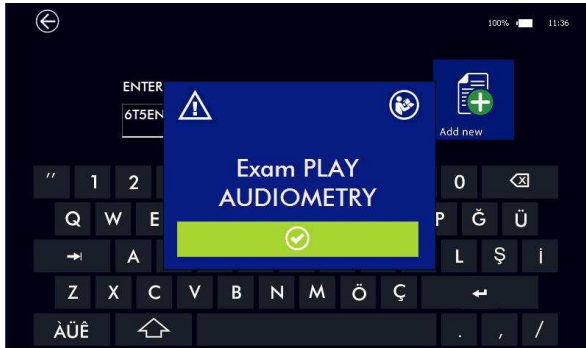 100% 11:36
ENTER
6T5EN
Add new
Exam PLAY
AUDIOMETRY
" 1 2 0
Q W E P Ğ Ü
A L Ş İ
Z X C V B N M Ö Ç
ÀÜÊ . , /